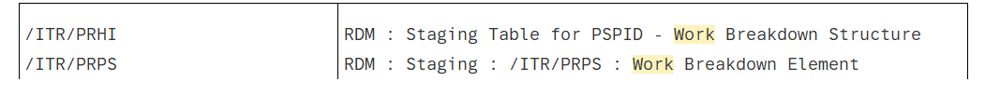 /ITR/PRHI RDM : Staging Table for PSPID - Work Breakdown Structure
/ITR/PRPS RDM : Staging : /ITR/PRPS : Work Breakdown Element